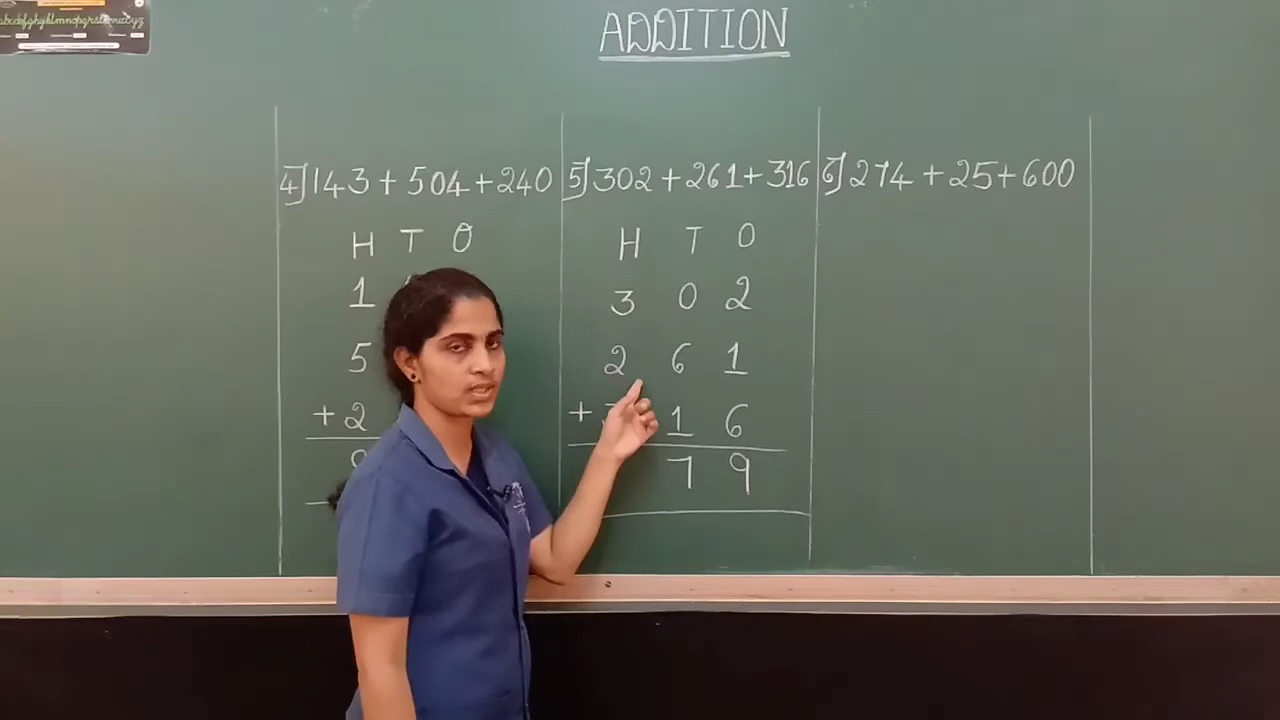 abcdefghijklmnopqrstuvwxyz
ADDITION
4) 143 + 504 + 240
H T O
1
5
+ 2
5) 302 + 261 + 316
H T O
3 0 2
2 6 1
+ 1 6
7 9
6) 274 + 25 + 600